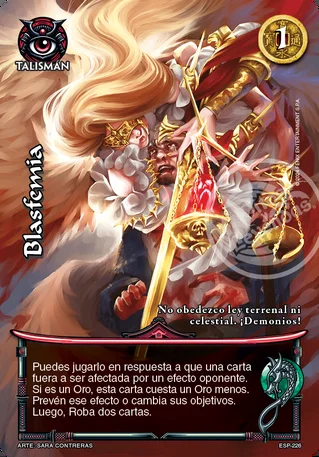 TALISMAN
1
Blasfemia
No obedezco ley terrenal ni
celestial. ¡Demonios!
Puedes jugarlo en respuesta a que una carta
fuera a ser afectada por un efecto oponente.
Si es un Oro, esta carta cuesta un Oro menos.
Prevén ese efecto o cambia sus objetivos.
Luego, Roba dos cartas.
ARTE SARA CONTRERAS
ESP-226